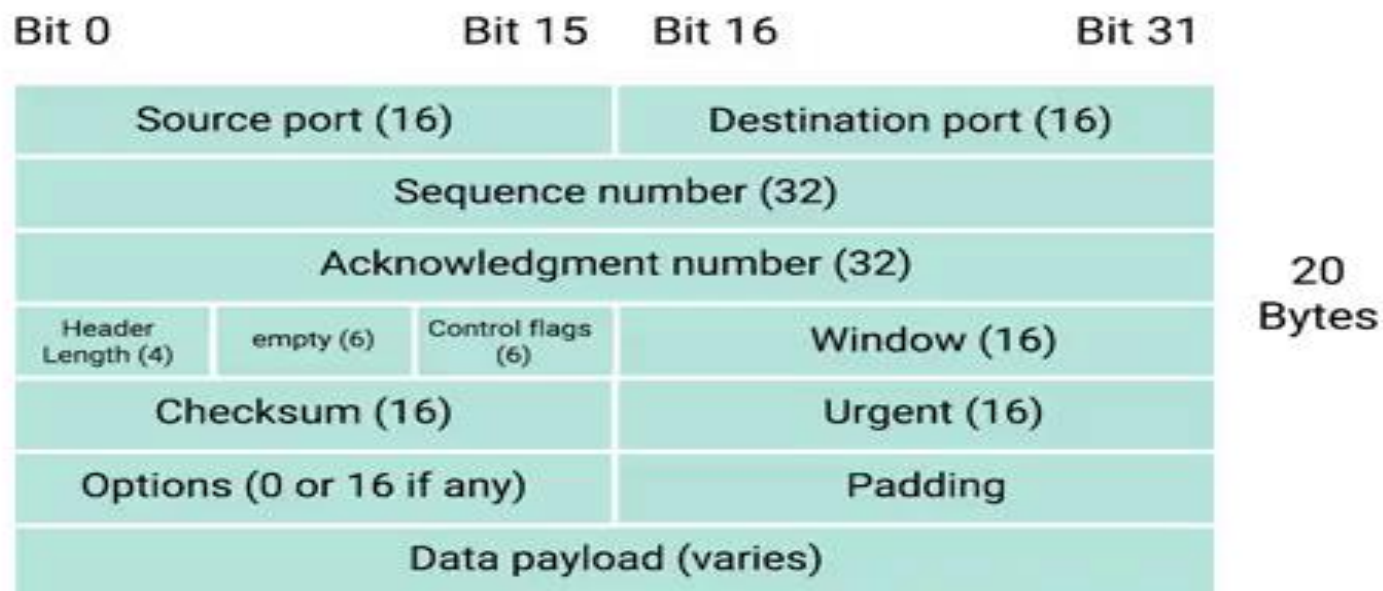 Bit 0 Bit 15 Bit 16 Bit 31
Source port (16) Destination port (16)
Sequence number (32)
Acknowledgment number (32)
Header
Length (4)
empty (6)
Control flags
(6)
Window (16)
Checksum (16) Urgent (16)
Options (0 or 16 if any) Padding
Data payload (varies)
20
Bytes